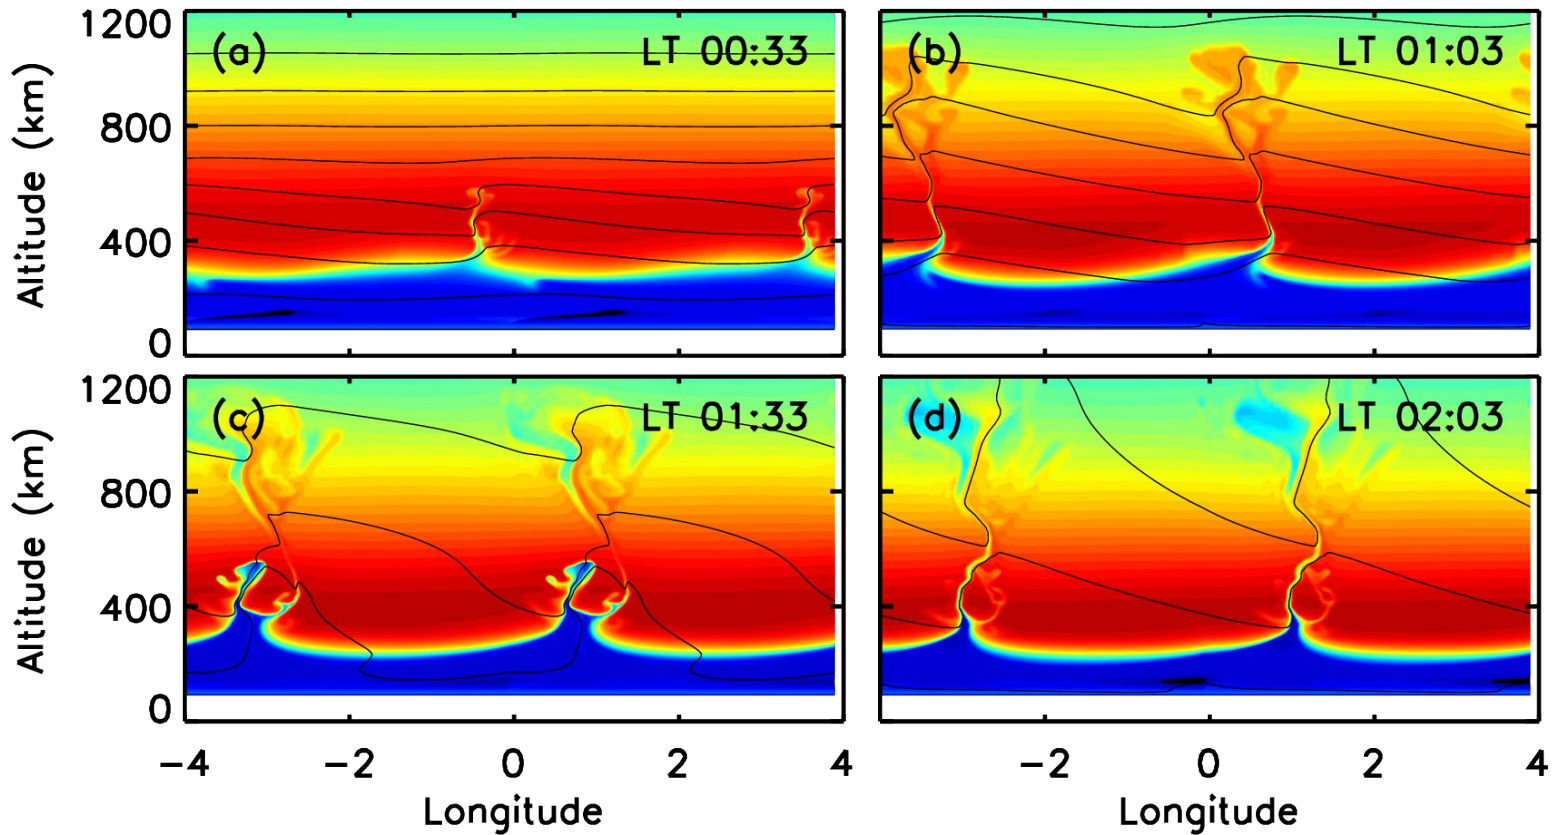 1200
800
400
0
Altitude (km)
(a)
LT 00:33
(b)
LT 01:03
1200
800
400
0
Altitude (km)
(c)
LT 01:33
(d)
LT 02:03
−4 −2 0 2 4
−2 0 2 4
Longitude
Longitude